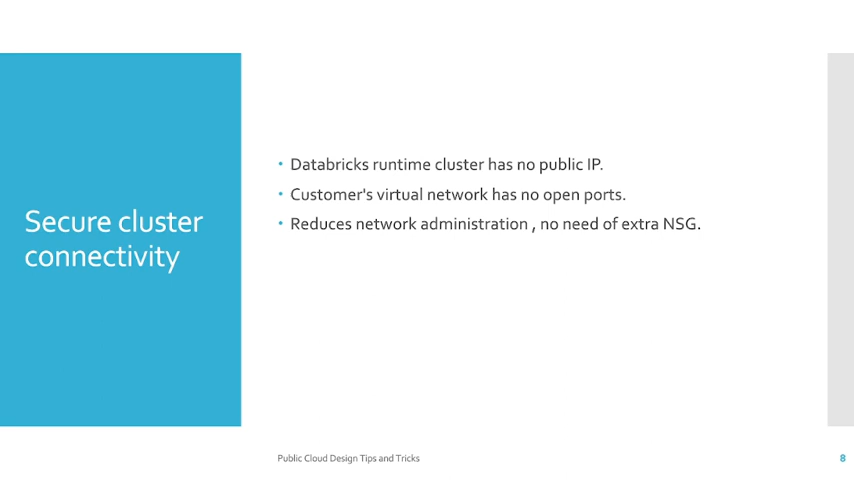 Secure cluster
connectivity
• Databricks runtime cluster has no public IP.
• Customer's virtual network has no open ports.
• Reduces network administration , no need of extra NSG.
Public Cloud Design Tips and Tricks
8